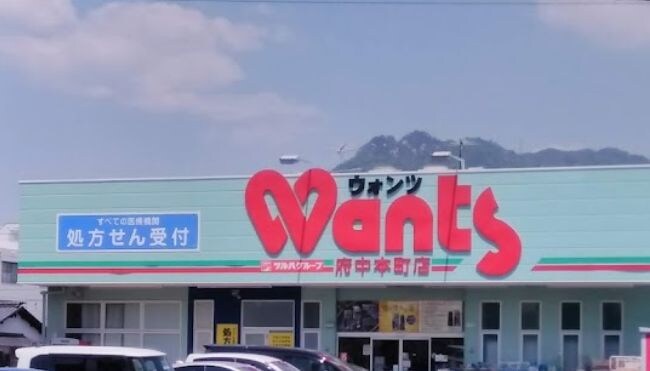 すべての医療機関
処方せん受付
ウォンツ
Wants
ツルハグループ
府中本町店
処方